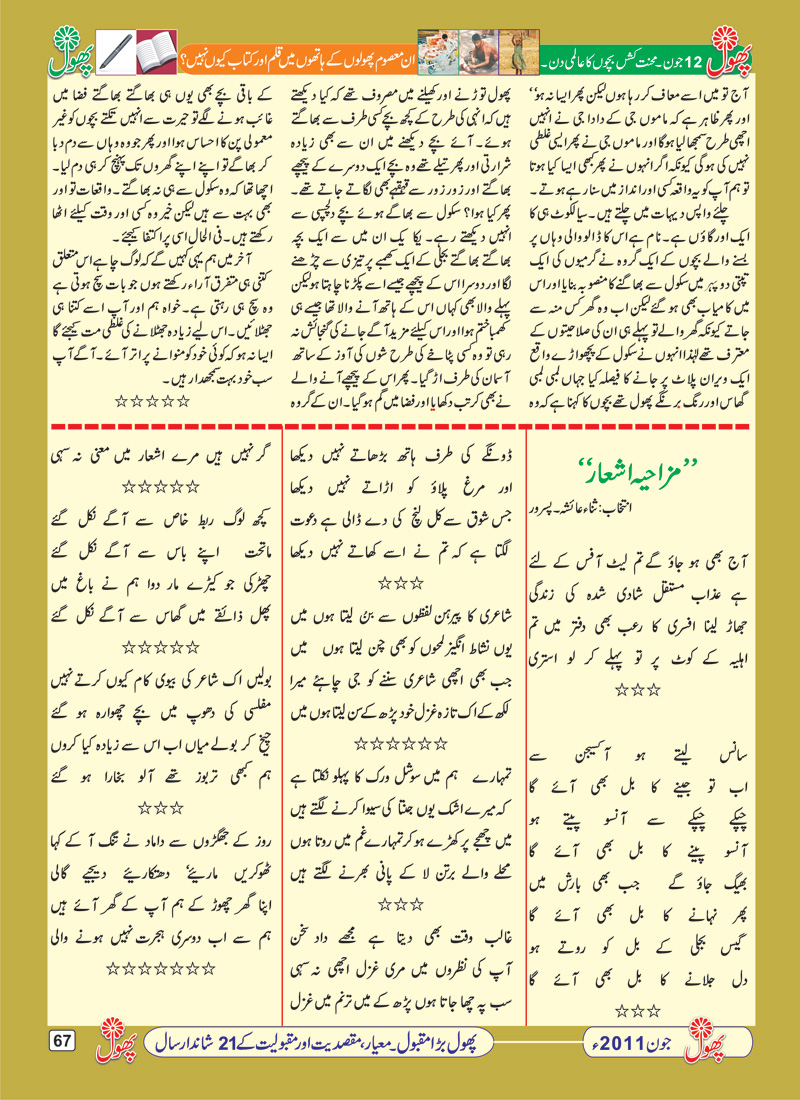 پھول
12 جون۔ محنت کش بچوں کا عالمی دن۔
ان معصوم پھولوں کے ہاتھوں میں قلم اور کتاب کیوں نہیں؟
پھول
آج تو میں اسے معاف کر رہا ہوں لیکن پھر ایسا نہ ہو‘‘
اور پھر ظاہر ہے کہ ماموں جی کے دادا جی نے انہیں
اچھی طرح سمجھا لیا ہوگا اور ماموں جی نے پھر ایسی غلطی
نہیں کی ہوگی کیونکہ اگر انہوں نے پھر کبھی ایسا کیا ہوتا
تو ہم آپ کو یہ واقعہ کسی اور انداز میں سنا رہے ہوتے۔
چلئے واپس دیہات میں چلتے ہیں۔ سیالکوٹ ہی کا
ایک اور گاؤں ہے۔ نام ہے اس کا ڈالووالی وہاں پر
بسنے والے بچوں کے ایک گروہ نے گرمیوں کی ایک
تپتی دوپہر میں سکول سے بھاگنے کا منصوبہ بنایا اور اس
میں کامیاب بھی ہو گئے لیکن اب وہ گھر کس منہ سے
جاتے کیونکہ گھر والے تو پہلے ہی ان کی صلاحیتوں کے
معترف تھے لہٰذا انہوں نے سکول کے پچھواڑے واقع
ایک ویران پلاٹ پر جانے کا فیصلہ کیا جہاں لمبی لمبی
گھاس اور رنگ برنگے پھول تھے بچوں کا کہنا ہے کہ وہ
پھول توڑنے اور کھیلنے میں مصروف تھے کہ کیا دیکھتے
ہیں کہ انہی کی طرح کے کچھ بچے کسی طرف سے بھاگتے
ہوئے۔ آئے بچے دیکھنے میں ان سے بھی زیادہ
شرارتی اور پھرتیلے تھے وہ بچے ایک دوسرے کے پیچھے
بھاگتے اور زور زور سے قہقہے بھی لگاتے جاتے تھے۔
پھر کیا ہوا؟ سکول سے بھاگے ہوئے بچے دلچسپی سے
انہیں دیکھتے رہے۔ یکا یک ان میں سے ایک بچہ
بھاگتے بھاگتے بجلی کے ایک کھمبے پر تیزی سے چڑھنے
لگا اور دوسرا اس کے پیچھے جیسے اسے پکڑنا چاہتا ہو لیکن
پہلے والا بھی کہاں اس کے ہاتھ آنے والا تھا جیسے ہی
کھمبا ختم ہوا اور اس کیلئے مزید آگے جانے کی گنجائش نہ
رہی تو وہ کسی پٹاخے کی طرح شوں کی آوز کے ساتھ
آسمان کی طرف اڑ گیا۔ پھر اس کے پیچھے آنے والے
نے بھی کرتب دکھایا اور فضا میں گم ہو گیا۔ ان کے گروہ
کے باقی بچے بھی یوں ہی بھاگتے بھاگتے فضا میں
غائب ہونے لگے تو حیرت سے انہیں تکتے بچوں کو غیر
معمولی پن کا احساس ہوا اور پھر جو وہ وہاں سے دم دبا
کر بھاگے تو اپنے اپنے گھروں تک پہنچ کر ہی دم لیا۔
اچھا تھا کہ وہ سکول سے ہی نہ بھاگتے۔ واقعات تو اور
بھی بہت سے ہیں لیکن خیر وہ کسی اور وقت کیلئے اٹھا
رکھتے ہیں۔ فی الحال اسی پر اکتفا کیجئے۔
آخر میں ہم یہی کہیں گے کہ لوگ چاہے اس متعلق
کتنی ہی متفرق آراء رکھتے ہوں جو بات سچ ہوتی ہے
وہ سچ ہی رہتی ہے۔ خواہ ہم اور آپ اسے کتنا ہی
جھٹلائیں۔ اس لیے زیادہ جھٹلانے کی غلطی مت کیجئے گا
ایسا نہ ہو کہ کوئی خود کو منوانے پر اتر آئے۔ آگے آپ
سب خود بہت سمجھدار ہیں۔
☆☆☆☆☆
’’مزاحیہ اشعار‘‘
انتخاب: ثناء عائشہ۔ پسرور
آج بھی ہو جاؤ گے تم لیٹ آفس کے لئے
ہے عذاب مستقل شادی شدہ کی زندگی
جھاڑ لینا افسری کا رعب بھی دفتر میں تم
اہلیہ کے کوٹ پر تو پہلے کر لو استری
☆☆☆
سانس لیتے ہو آکسیجن سے
اب تو جینے کا بل بھی آئے گا
چپکے چپکے سے آنسو پیتے ہو
آنسو پینے کا بل بھی آئے گا
بھیگ جاؤ گے جب بھی بارش میں
پھر نہانے کا بل بھی آئے گا
گیس بجلی کے بل کو روتے ہو
دل جلانے کا بل بھی آئے گا
☆☆☆
ڈونگے کی طرف ہاتھ بڑھاتے نہیں دیکھا
اور مرغ پلاؤ کو اڑاتے نہیں دیکھا
جس شوق سے کل لنچ کی دے ڈالی ہے دعوت
لگتا ہے کہ تم نے اسے کھاتے نہیں دیکھا
☆☆☆
شاعری کا پیرہن لفظوں سے بنُ لیتا ہوں میں
یوں نشاط انگیز لمحوں کو بھی چن لیتا ہوں میں
جب بھی اچھی شاعری سننے کو جی چاہئے میرا
لکھ کے اک تازہ غزل خود پڑھ کے سن لیتا ہوں میں
☆☆☆☆☆☆
تمہارے ہم میں سوشل ورک کا پہلو نکلتا ہے
کہ میرے اشک یوں جنتا کی سیوا کرنے لگتے ہیں
میں چھجے پر کھڑے ہو کر تمہارے غم میں روتا ہوں
محلے والے برتن لا کے پانی بھرنے لگتے ہیں
☆☆☆
غالب وقت بھی دیتا ہے مجھے داد سخن
آپ کی نظروں میں مری غزل اچھی نہ سہی
سب پہ چھا جاتا ہوں پڑھ کے میں ترنم میں غزل
گر نہیں ہیں مرے اشعار میں معنی نہ سہی
☆☆☆☆☆
کچھ لوگ ربط خاص سے آگے نکل گئے
ماتحت اپنے باس سے آگے نکل گئے
چھڑکی جو کیڑے مار دوا ہم نے باغ میں
پھل ذائقے میں گھاس سے آگے نکل گئے
☆☆☆☆☆
بولیں اک شاعر کی بیوی کام کیوں کرتے نہیں
مفلسی کی دھوپ میں بچے چھوارہ ہو گئے
چیخ کر بولے میاں اب اس سے زیادہ کیا کروں
ہم کبھی تربوز تھے آلو بخارا ہو گئے
☆☆☆
روز کے جھگڑوں سے داماد نے تنگ آ کے کہا
ٹھوکریں ماریئے‘ دھتکاریئے دیجیے گالی
اپنا گھر چھوڑ کے ہم آپ کے گھر آئے ہیں
ہم سے اب دوسری ہجرت نہیں ہونے والی
☆☆☆☆☆☆☆
پھول
جون 2011ء
پھول بڑا مقبول۔ معیار، مقصدیت اور مقبولیت کے 21 شاندار سال
پھول
67